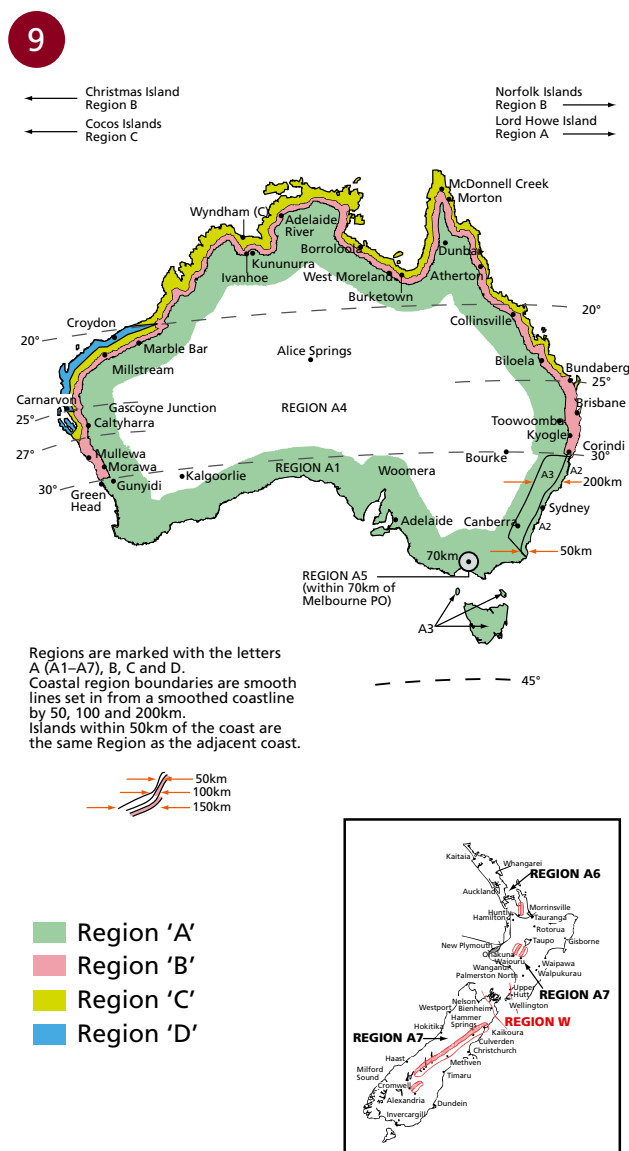 9
Christmas Island
Region B
Cocos Islands
Region C
Norfolk Islands
Region B
Lord Howe Island
Region A
McDonnell Creek
Morton
Wyndham (C)
Adelaide
River
Borroloola
Dunba
Kununurra
Ivanhoe
West Moreland
Atherton
Burketown
20°
Collinsville
Croydon
20°
Marble Bar
Alice Springs
Biloela
Millstream
Bundaberg
25°
Carnarvon
Gascoyne Junction
REGION A4
Brisbane
25°
Caltyharra
Toowoomba
Kyogle
27°
Corindi
Mullewa
Bourke
30°
Morawa
REGION A1
Woomera
A3
A2
30°
Kalgoorlie
200km
Green
Head
Gunyidi
Sydney
Adelaide
Canberra
A2
70km
50km
REGION A5
(within 70km of
Melbourne PO)
A3
Regions are marked with the letters
A (A1–A7), B, C and D.
Coastal region boundaries are smooth
lines set in from a smoothed coastline
by 50, 100 and 200km.
Islands within 50km of the coast are
the same Region as the adjacent coast.
45°
50km
100km
150km
Region 'A'
Region 'B'
Region 'C'
Region 'D'
Kaitaia
Whangarei
REGION A6
Auckland
Huntly
Morrinsville
Hamilton
Tauranga
Rotorua
Taupo
Gisborne
New Plymouth
Ohakuna
Waiouru
Waipawa
Wanganui
Walpukurau
Palmerston North
Upper
Hutt
REGION A7
Nelson
Wellington
Westport
Bienheim
Hammer
Springs
REGION W
Hokitika
Kaikoura
REGION A7
Culverden
Christchurch
Haast
Methven
Milford
Sound
Timaru
Cromwell
Alexandria
Dundein
Invercargill